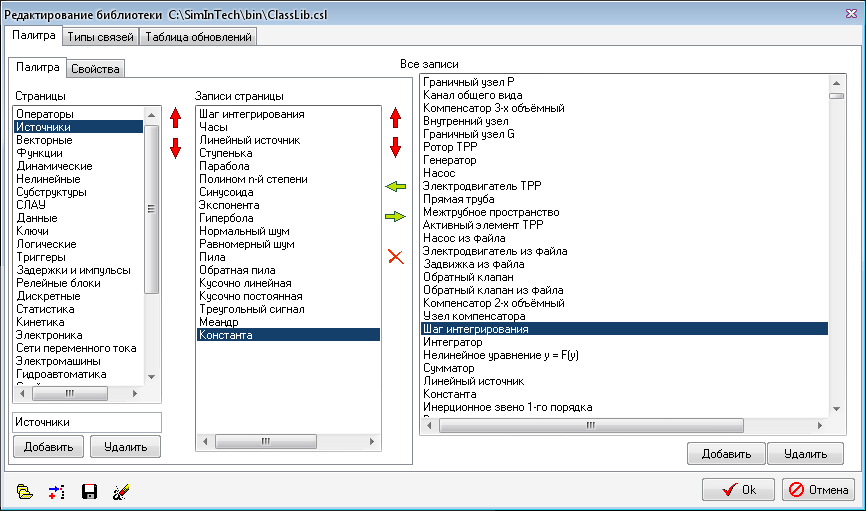 Редактирование библиотеки C:\SimInTech\bin\ClassLib.csl
Палитра
Типы связей
Таблица обновлений
Палитра
Свойства
Страницы
Операторы
Источники
Векторные
Функции
Динамические
Нелинейные
Субструктуры
СЛАУ
Данные
Ключи
Логические
Триггеры
Задержки и импульсы
Релейные блоки
Дискретные
Статистика
Кинетика
Электроника
Сети переменного тока
Электромашины
Гидроавтоматика
Источники
Добавить
Удалить
Записи страницы
Шаг интегрирования
Часы
Линейный источник
Ступенька
Парабола
Полином n-й степени
Синусоида
Экспонента
Гипербола
Нормальный шум
Равномерный шум
Пила
Обратная пила
Кусочно линейная
Кусочно постоянная
Треугольный сигнал
Меандр
Константа
Все записи
Граничный узел P
Канал общего вида
Компенсатор 3-х объёмный
Внутренний узел
Граничный узел G
Ротор ТРР
Генератор
Насос
Электродвигатель ТРР
Прямая труба
Межтрубное пространство
Активный элемент ТРР
Насос из файла
Электродвигатель из файла
Задвижка из файла
Обратный клапан
Обратный клапан из файла
Компенсатор 2-х объёмный
Узел компенсатора
Шаг интегрирования
Интегратор
Нелинейное уравнение y = F(y)
Сумматор
Линейный источник
Константа
Инерционное звено 1-го порядка
Добавить
Удалить
Ok
Отмена